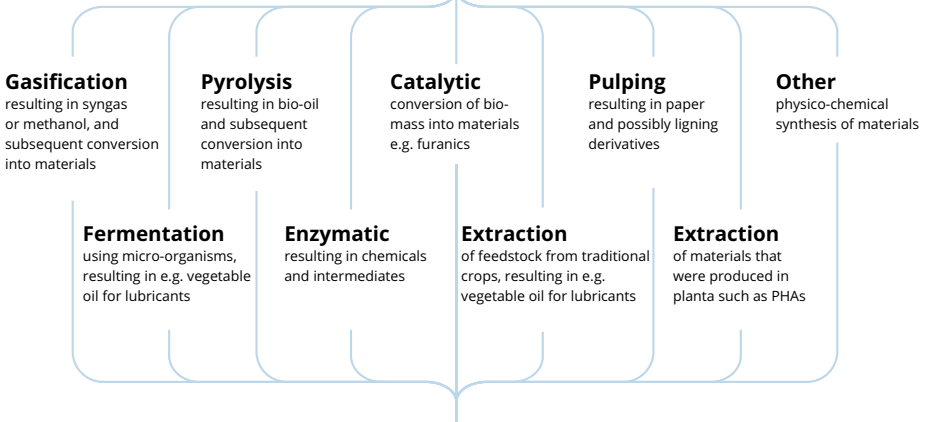 Gasification
resulting in syngas
or methanol, and
subsequent conversion
into materials
Pyrolysis
resulting in bio-oil
and subsequent
conversion into
materials
Catalytic
conversion of bio-
mass into materials
e.g. furanics
Pulping
resulting in paper
and possibly ligning
derivatives
Other
physico-chemical
synthesis of materials
Fermentation
using micro-organisms,
resulting in e.g. vegetable
oil for lubricants
Enzymatic
resulting in chemicals
and intermediates
Extraction
of feedstock from traditional
crops, resulting in e.g.
vegetable oil for lubricants
Extraction
of materials that
were produced in
planta such as PHAs